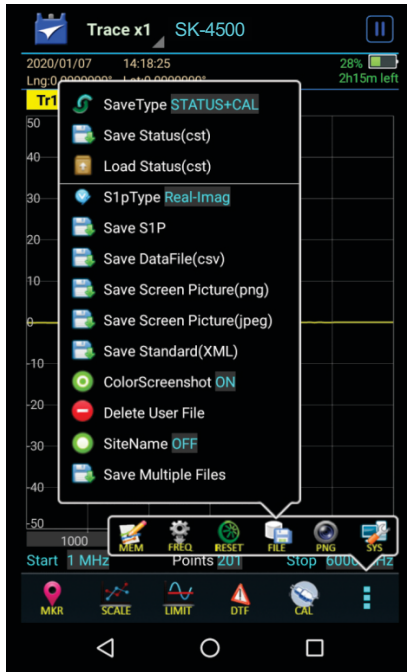 Trace x1 SK-4500
2020/01/07 14:18:25 28%
2h15m left
Tr1
SaveType STATUS+CAL
50
Save Status(cst)
40
Load Status(cst)
30
S1pType Real-Imag
Save S1P
20
Save DataFile(csv)
10
Save Screen Picture(png)
0
Save Screen Picture(jpeg)
Save Standard(XML)
-10
ColorScreenshot ON
-20
Delete User File
-30
SiteName OFF
Save Multiple Files
-40
-50
1000
MEM FREQ RESET FILE PNG SYS
Start 1 MHz Points 201 Stop
MKR SCALE LIMIT DTF CAL